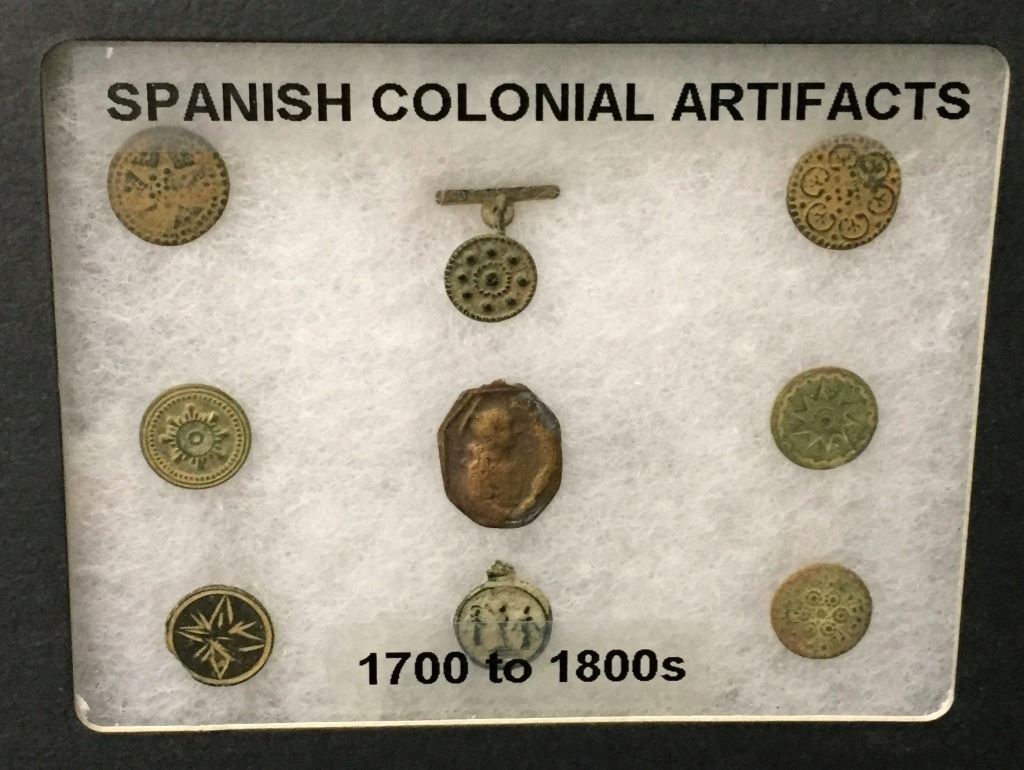 SPANISH COLONIAL ARTIFACTS
1700 to 1800s